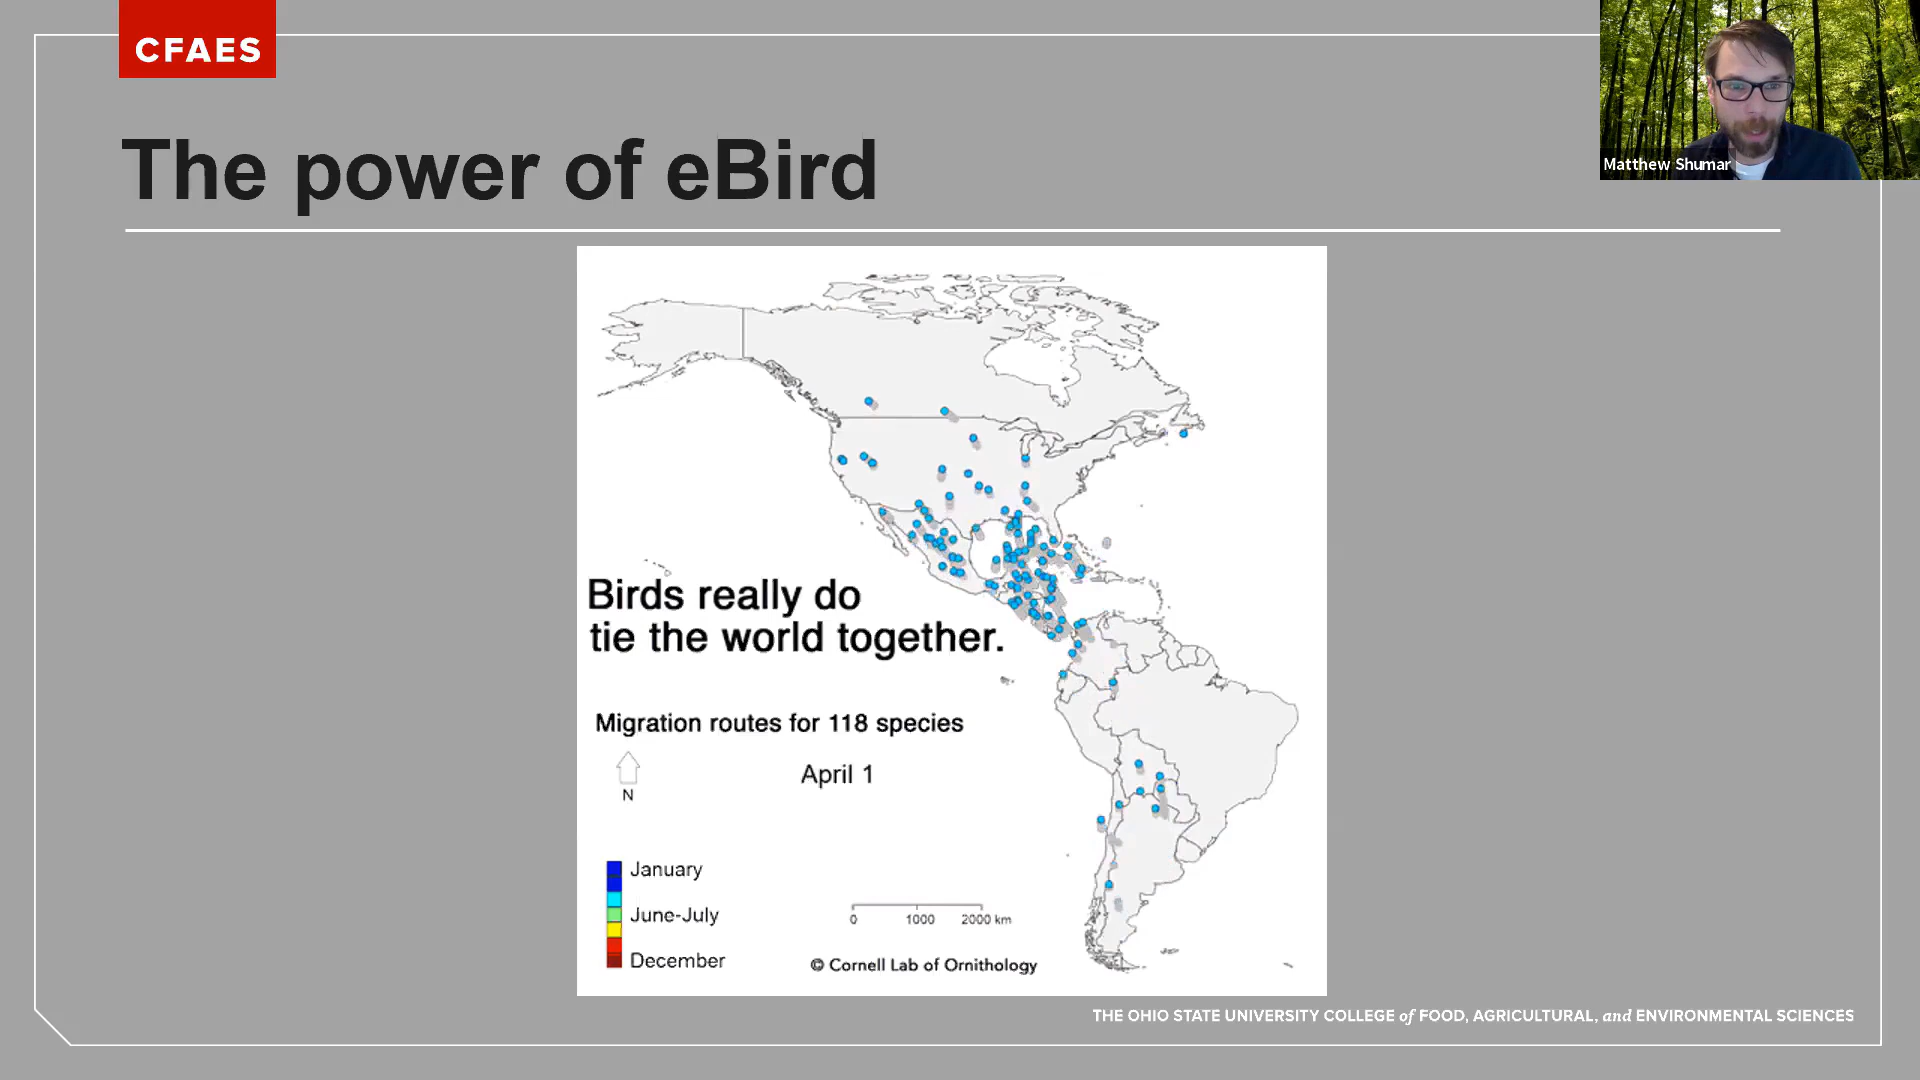 CFAES
Matthew Shumar
The power of eBird
Birds really do
tie the world together.
Migration routes for 118 species
April 1
N
January
June-July
December
0 1000 2000 km
© Cornell Lab of Ornithology
THE OHIO STATE UNIVERSITY COLLEGE of FOOD, AGRICULTURAL, and ENVIRONMENTAL SCIENCES